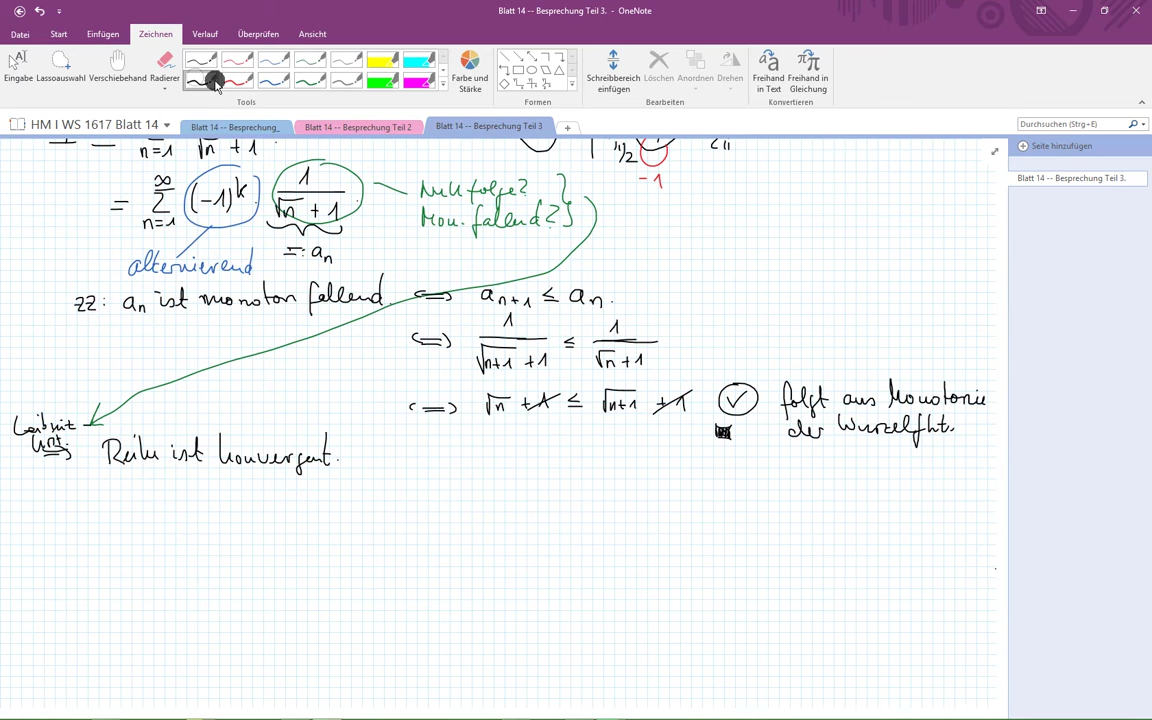 Blatt 14 -- Besprechung Teil 3. - OneNote
Datei Start Einfügen Zeichnen Verlauf Überprüfen Ansicht
Eingabe Lassoauswahl Verschiebehand Radierer Farbe und Stärke Schreibbereich einfügen Löschen Anordnen Drehen Freihand in Text Freihand in Gleichung
Tools Formen Bearbeiten Konvertieren
HM I WS 1617 Blatt 14 Blatt 14 -- Besprechung_ Blatt 14 -- Besprechung Teil 2 Blatt 14 -- Besprechung Teil 3 Durchsuchen (Strg+E)
Seite hinzufügen
Blatt 14 -- Besprechung Teil 3.
n=1 √n + 1
π/2
-1
= ∑_{n=1}^{∞} (-1)^k · 1/(√n + 1)
Nullfolge?
Mon. fallend?
=: a_n
alternierend
zz: a_n ist monoton fallend. <=> a_{n+1} ≤ a_n.
<=> 1/(√n+1 + 1) ≤ 1/(√n + 1)
<=> √n + 1 ≤ √n+1 + 1 ✓ folgt aus Monotonie
der Wurzelfkt.
Leibniz
Krit.
=> Reihe ist konvergent.